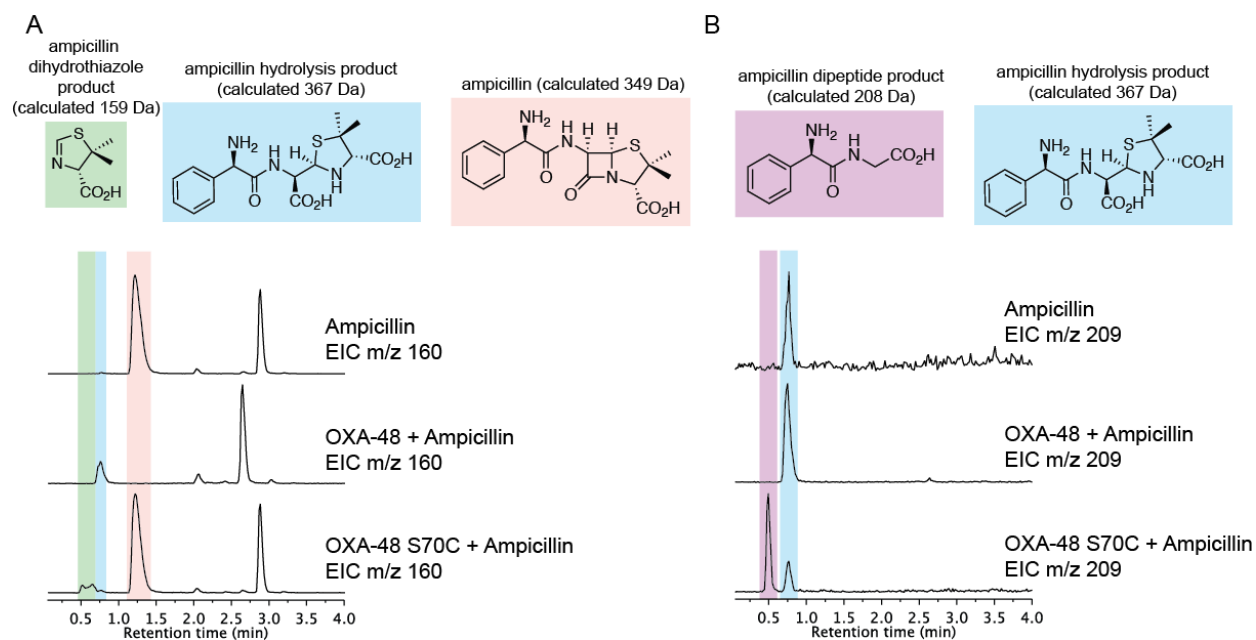 A
ampicillin
dihydrothiazole
product
(calculated 159 Da)
ampicillin hydrolysis product
(calculated 367 Da)
ampicillin (calculated 349 Da)
S
N
CO₂H
NH₂
H
N
O
H
S
N
H
CO₂H
CO₂H
NH₂
H
N
O
H
H
S
O
N
CO₂H
Ampicillin
EIC m/z 160
OXA-48 + Ampicillin
EIC m/z 160
OXA-48 S70C + Ampicillin
EIC m/z 160
0.5 1.0 1.5 2.0 2.5 3.0 3.5 4.0
Retention time (min)
B
ampicillin dipeptide product
(calculated 208 Da)
ampicillin hydrolysis product
(calculated 367 Da)
NH₂
H
N
O
CO₂H
NH₂
H
N
O
H
S
N
H
CO₂H
CO₂H
Ampicillin
EIC m/z 209
OXA-48 + Ampicillin
EIC m/z 209
OXA-48 S70C + Ampicillin
EIC m/z 209
0.5 1.0 1.5 2.0 2.5 3.0 3.5 4.0
Retention time (min)